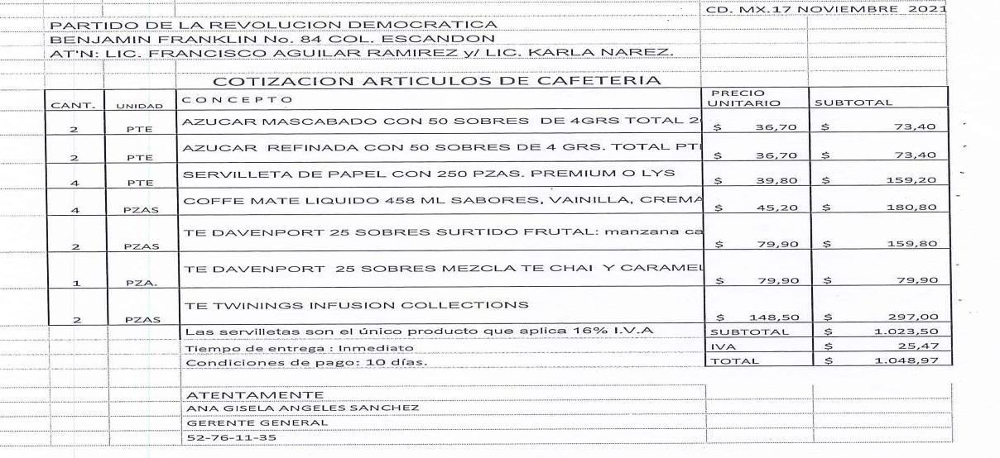 CD. MX.17 NOVIEMBRE 2021
PARTIDO DE LA REVOLUCION DEMOCRATICA
BENJAMIN FRANKLIN No. 84 COL. ESCANDON
AT'N: LIC. FRANCISCO AGUILAR RAMIREZ y/ LIC. KARLA NAREZ.
COTIZACION ARTICULOS DE CAFETERIA
CANT. UNIDAD C O N C E P T O PRECIO UNITARIO SUBTOTAL
2 PTE AZUCAR MASCABADO CON 50 SOBRES DE 4GRS TOTAL 2 $ 36,70 $ 73,40
2 PTE AZUCAR REFINADA CON 50 SOBRES DE 4 GRS. TOTAL PT $ 36,70 $ 73,40
4 PTE SERVILLETA DE PAPEL CON 250 PZAS. PREMIUM O LYS $ 39,80 $ 159,20
4 PZAS COFFE MATE LIQUIDO 458 ML SABORES, VAINILLA, CREMA $ 45,20 $ 180,80
2 PZAS TE DAVENPORT 25 SOBRES SURTIDO FRUTAL: manzana ca $ 79,90 $ 159,80
1 PZA. TE DAVENPORT 25 SOBRES MEZCLA TE CHAI Y CARAMEL $ 79,90 $ 79,90
2 PZAS TE TWININGS INFUSION COLLECTIONS $ 148,50 $ 297,00
Las servilletas son el único producto que aplica 16% I.V.A SUBTOTAL $ 1.023,50
Tiempo de entrega : Inmediato IVA $ 25,47
Condiciones de pago: 10 días. TOTAL $ 1.048,97
ATENTAMENTE
ANA GISELA ANGELES SANCHEZ
GERENTE GENERAL
52-76-11-35